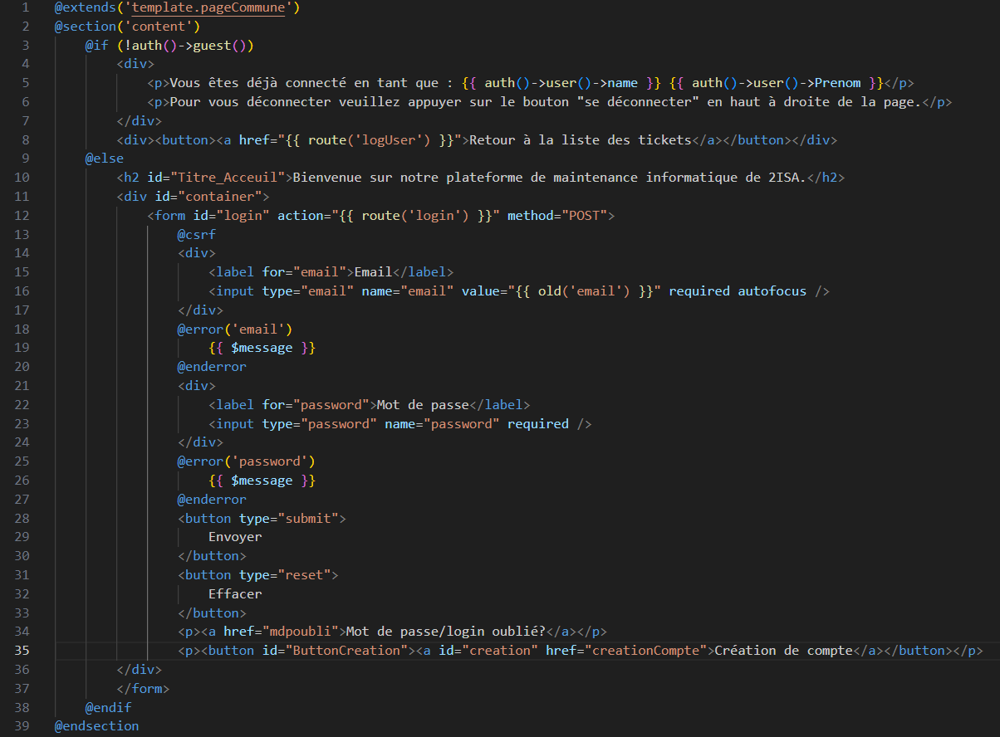 1 @extends('template.pageCommune')
2 @section('content')
3 @if (!auth()->guest())
4 <div>
5 <p>Vous êtes déjà connecté en tant que : {{ auth()->user()->name }} {{ auth()->user()->Prenom }}</p>
6 <p>Pour vous déconnecter veuillez appuyer sur le bouton "se déconnecter" en haut à droite de la page.</p>
7 </div>
8 <div><button><a href="{{ route('logUser') }}">Retour à la liste des tickets</a></button></div>
9 @else
10 <h2 id="Titre_Acceuil">Bienvenue sur notre plateforme de maintenance informatique de 2ISA.</h2>
11 <div id="container">
12 <form id="login" action="{{ route('login') }}" method="POST">
13 @csrf
14 <div>
15 <label for="email">Email</label>
16 <input type="email" name="email" value="{{ old('email') }}" required autofocus />
17 </div>
18 @error('email')
19 {{ $message }}
20 @enderror
21 <div>
22 <label for="password">Mot de passe</label>
23 <input type="password" name="password" required />
24 </div>
25 @error('password')
26 {{ $message }}
27 @enderror
28 <button type="submit">
29 Envoyer
30 </button>
31 <button type="reset">
32 Effacer
33 </button>
34 <p><a href="mdpoubli">Mot de passe/login oublié?</a></p>
35 <p><button id="ButtonCreation"><a id="creation" href="creationCompte">Création de compte</a></button></p>
36 </div>
37 </form>
38 @endif
39 @endsection